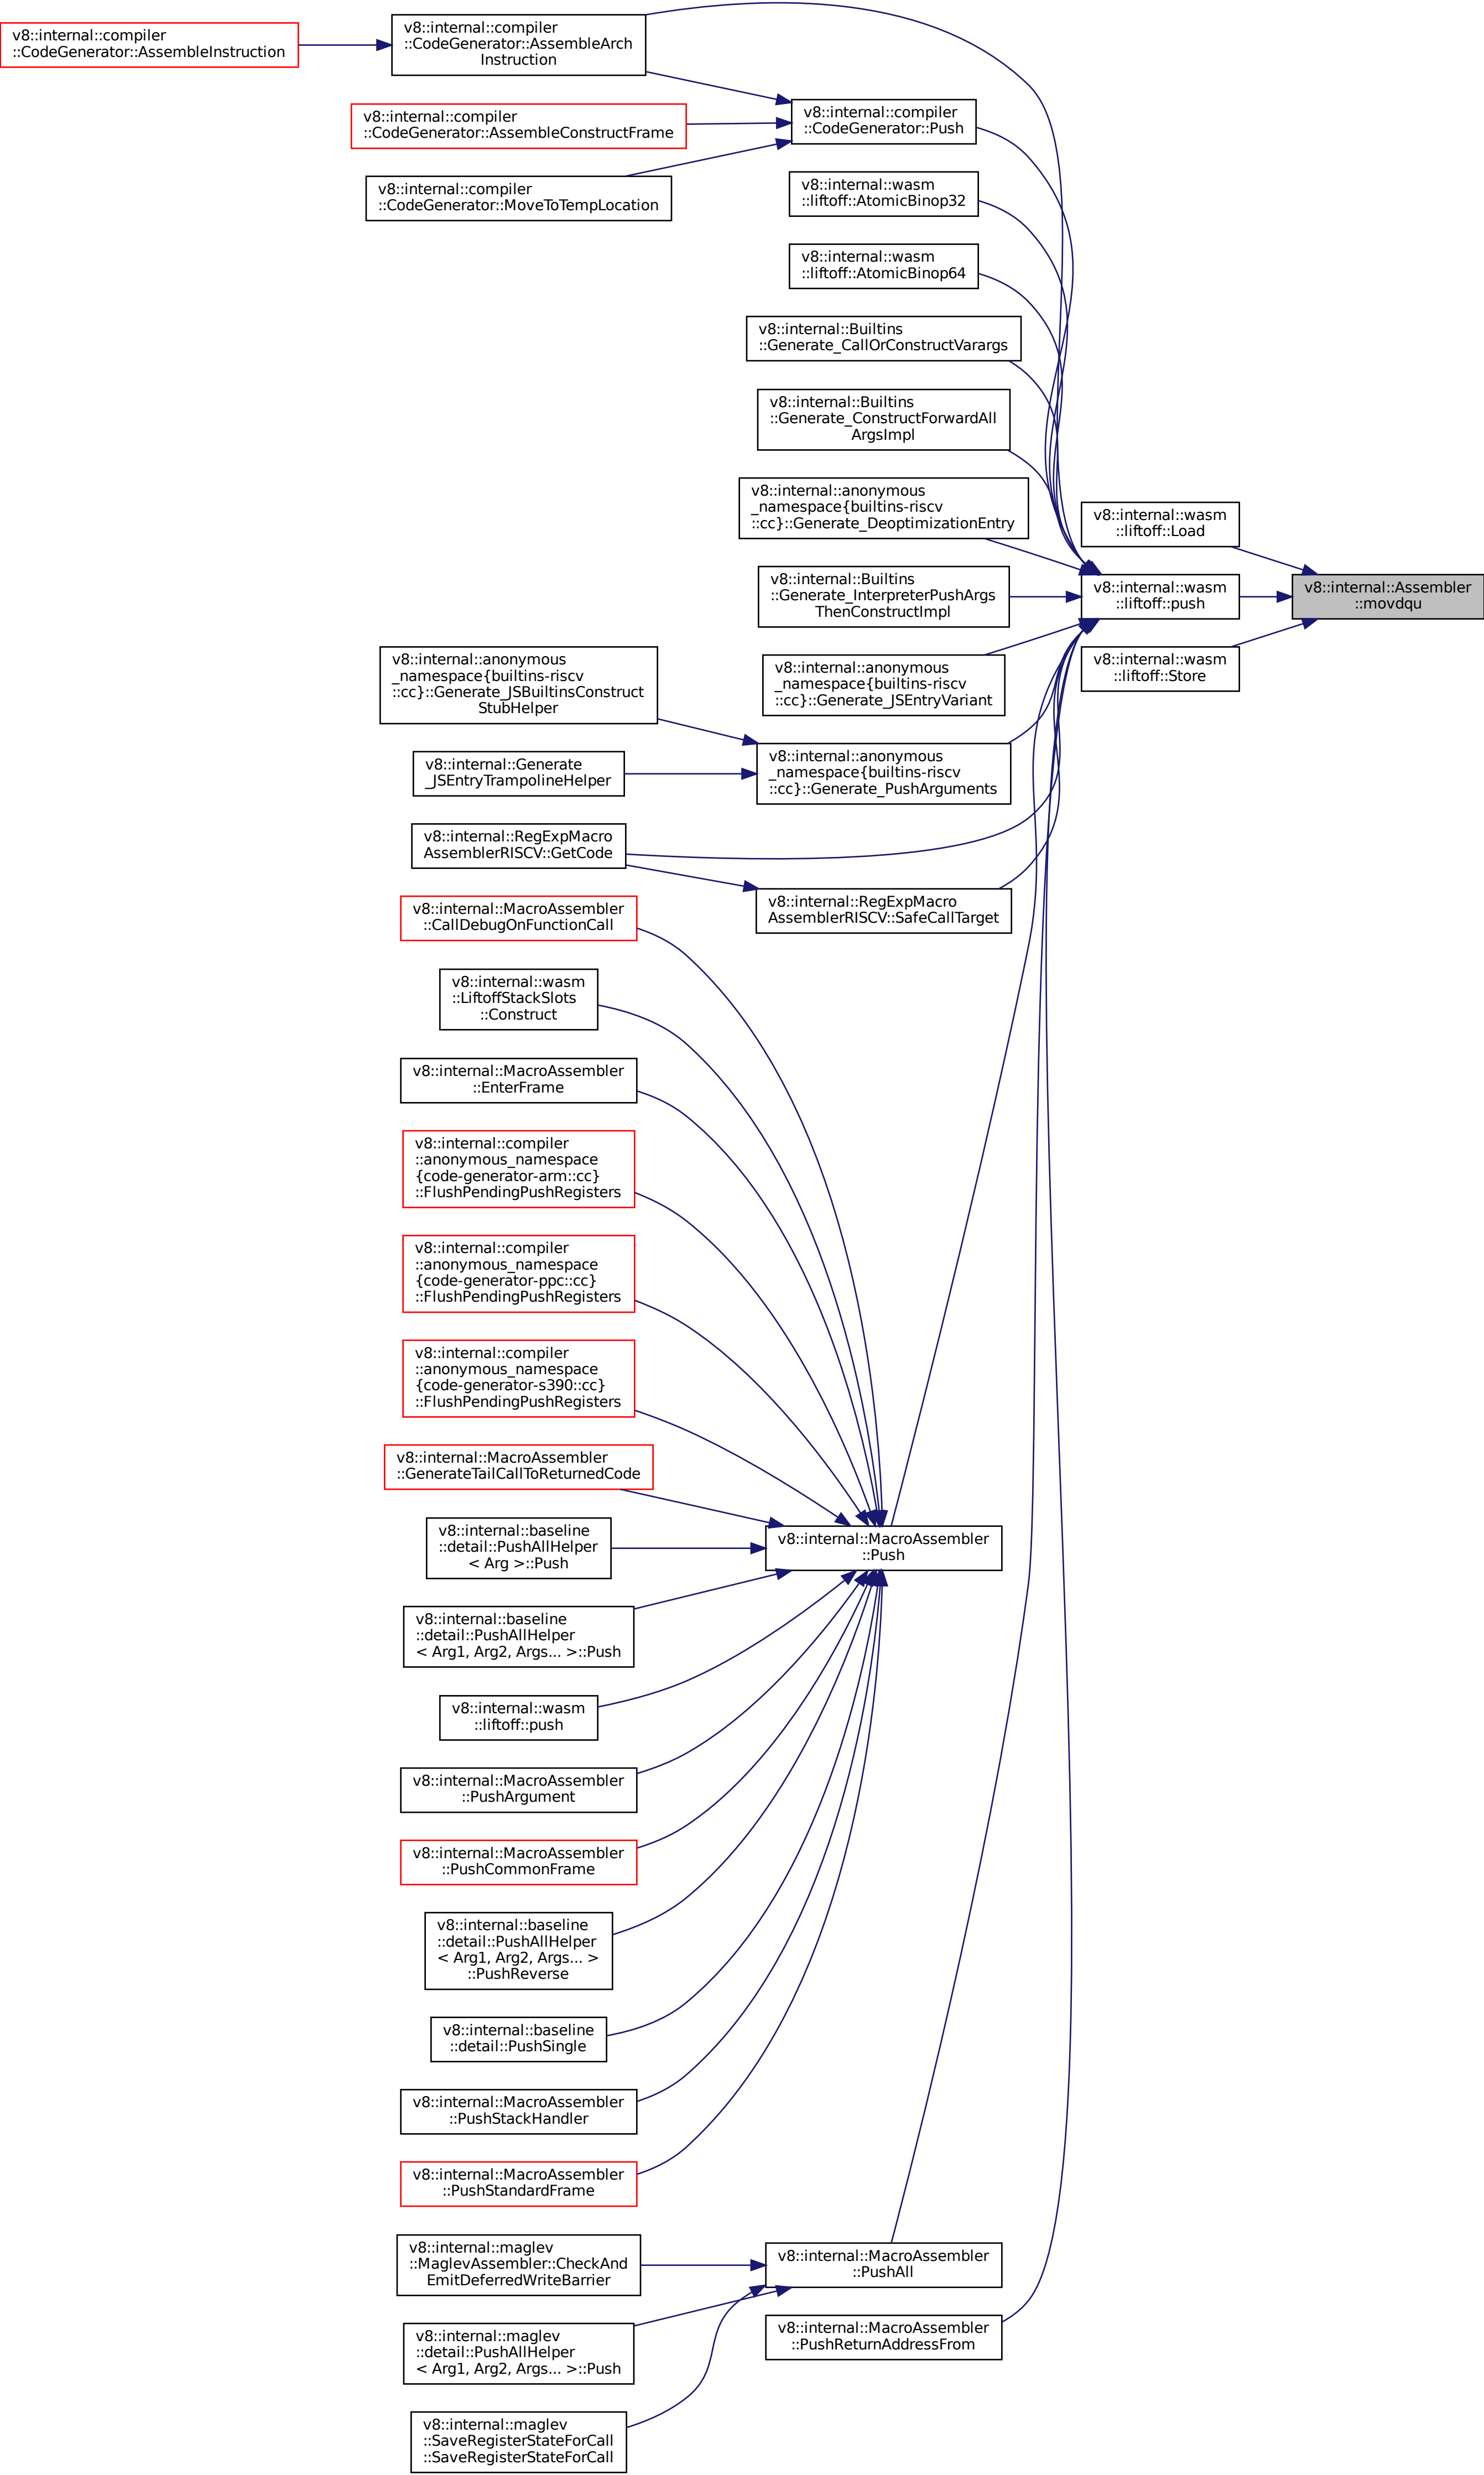 v8::internal::compiler
::CodeGenerator::AssembleInstruction
v8::internal::compiler
::CodeGenerator::AssembleArch
Instruction
v8::internal::compiler
::CodeGenerator::Push
v8::internal::compiler
::CodeGenerator::AssembleConstructFrame
v8::internal::compiler
::CodeGenerator::MoveToTempLocation
v8::internal::wasm
::liftoff::AtomicBinop32
v8::internal::wasm
::liftoff::AtomicBinop64
v8::internal::Builtins
::Generate_CallOrConstructVarargs
v8::internal::Builtins
::Generate_ConstructForwardAll
ArgsImpl
v8::internal::anonymous
_namespace{builtins-riscv
::cc}::Generate_DeoptimizationEntry
v8::internal::wasm
::liftoff::Load
v8::internal::Builtins
::Generate_InterpreterPushArgs
ThenConstructImpl
v8::internal::wasm
::liftoff::push
v8::internal::Assembler
::movdqu
v8::internal::wasm
::liftoff::Store
v8::internal::anonymous
_namespace{builtins-riscv
::cc}::Generate_JSEntryVariant
v8::internal::anonymous
_namespace{builtins-riscv
::cc}::Generate_JSBuiltinsConstruct
StubHelper
v8::internal::anonymous
_namespace{builtins-riscv
::cc}::Generate_PushArguments
v8::internal::Generate
_JSEntryTrampolineHelper
v8::internal::RegExpMacro
AssemblerRISCV::GetCode
v8::internal::RegExpMacro
AssemblerRISCV::SafeCallTarget
v8::internal::MacroAssembler
::CallDebugOnFunctionCall
v8::internal::wasm
::LiftoffStackSlots
::Construct
v8::internal::MacroAssembler
::EnterFrame
v8::internal::compiler
::anonymous_namespace
{code-generator-arm::cc}
::FlushPendingPushRegisters
v8::internal::compiler
::anonymous_namespace
{code-generator-ppc::cc}
::FlushPendingPushRegisters
v8::internal::compiler
::anonymous_namespace
{code-generator-s390::cc}
::FlushPendingPushRegisters
v8::internal::MacroAssembler
::GenerateTailCallToReturnedCode
v8::internal::baseline
::detail::PushAllHelper
< Arg >::Push
v8::internal::MacroAssembler
::Push
v8::internal::baseline
::detail::PushAllHelper
< Arg1, Arg2, Args... >::Push
v8::internal::wasm
::liftoff::push
v8::internal::MacroAssembler
::PushArgument
v8::internal::MacroAssembler
::PushCommonFrame
v8::internal::baseline
::detail::PushAllHelper
< Arg1, Arg2, Args... >
::PushReverse
v8::internal::baseline
::detail::PushSingle
v8::internal::MacroAssembler
::PushStackHandler
v8::internal::MacroAssembler
::PushStandardFrame
v8::internal::maglev
::MaglevAssembler::CheckAnd
EmitDeferredWriteBarrier
v8::internal::MacroAssembler
::PushAll
v8::internal::maglev
::detail::PushAllHelper
< Arg1, Arg2, Args... >::Push
v8::internal::MacroAssembler
::PushReturnAddressFrom
v8::internal::maglev
::SaveRegisterStateForCall
::SaveRegisterStateForCall